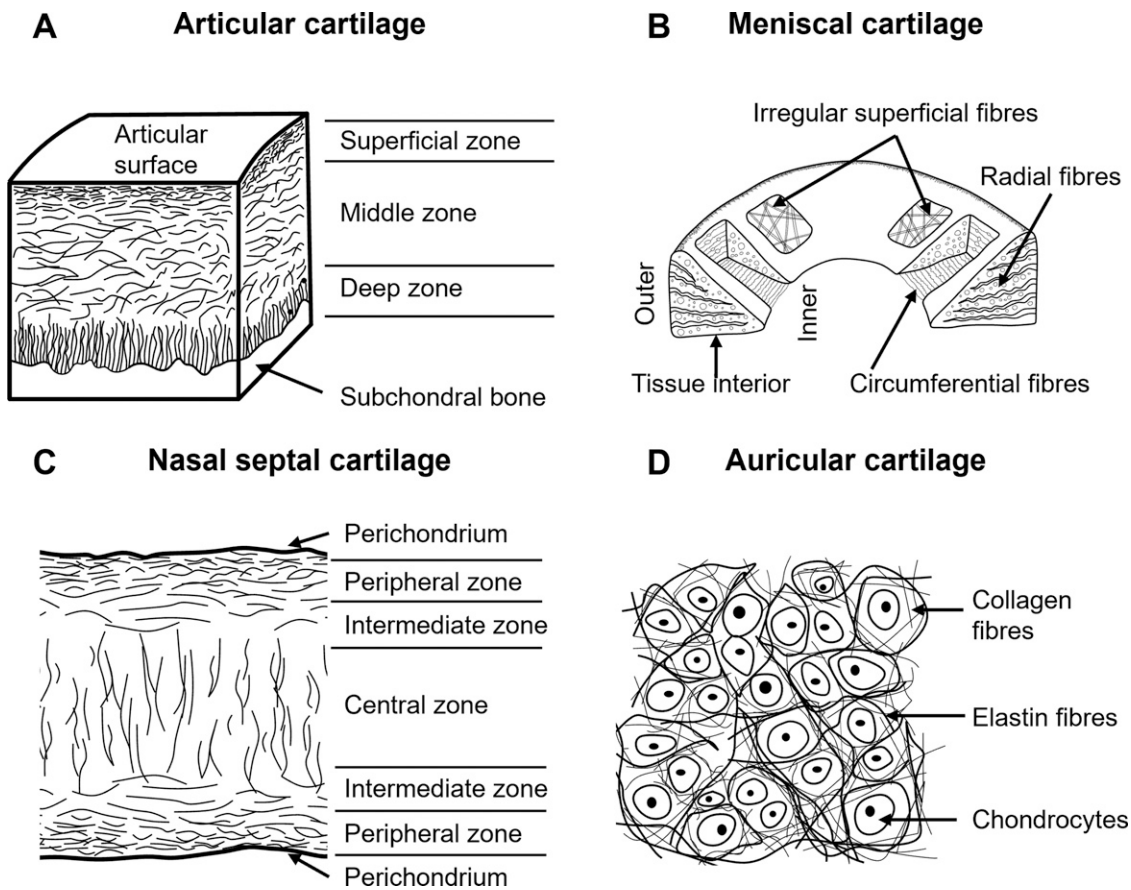 A Articular cartilage
Articular
surface
Superficial zone
Middle zone
Deep zone
Subchondral bone
B Meniscal cartilage
Irregular superficial fibres
Radial fibres
Outer
Inner
Tissue interior
Circumferential fibres
C Nasal septal cartilage
Perichondrium
Peripheral zone
Intermediate zone
Central zone
Intermediate zone
Peripheral zone
Perichondrium
D Auricular cartilage
Collagen
fibres
Elastin fibres
Chondrocytes